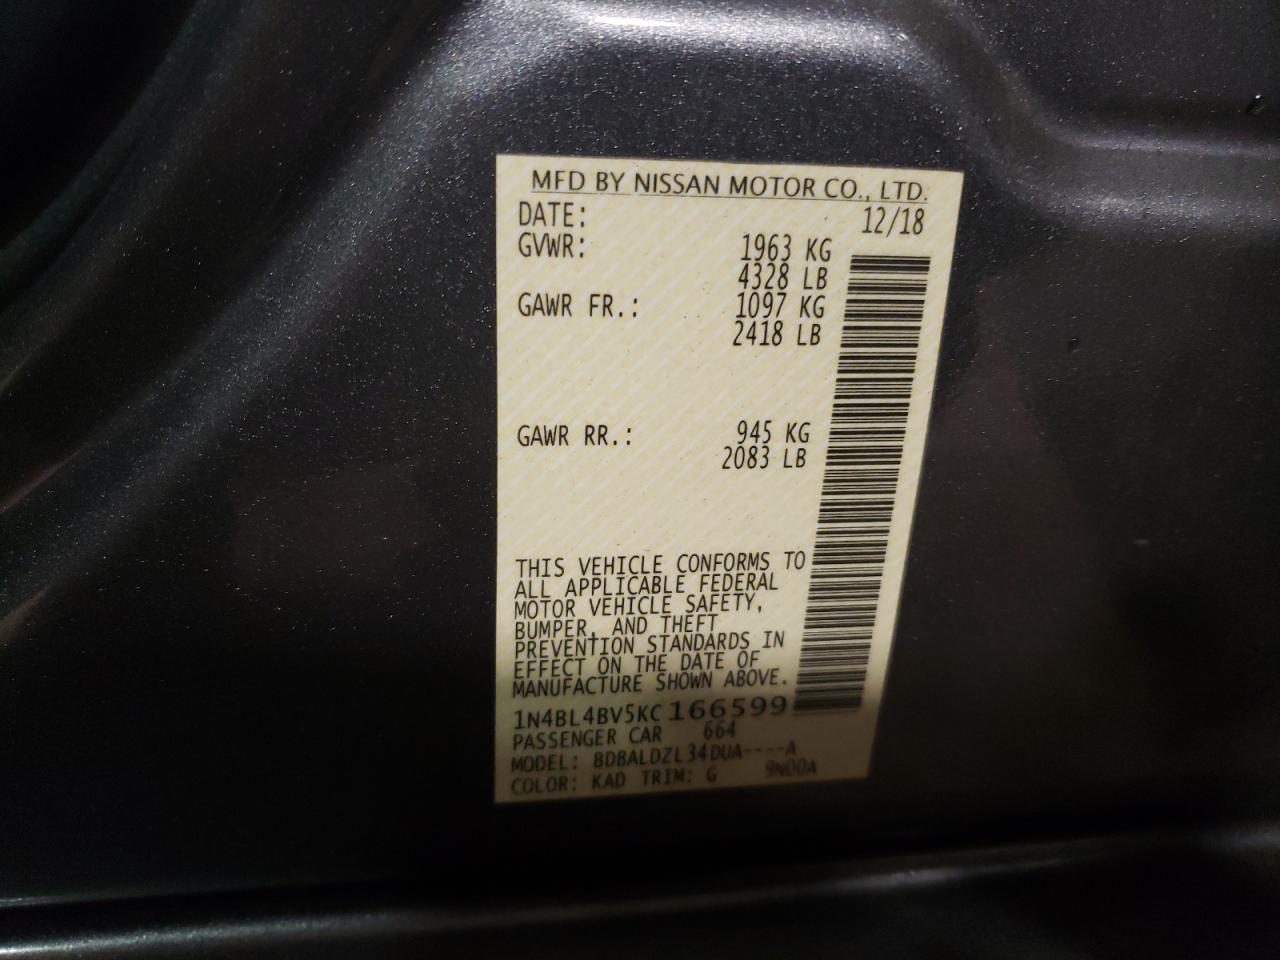 MFD BY NISSAN MOTOR CO., LTD.
DATE: 12/18
GVWR: 1963 KG
4328 LB
GAWR FR.: 1097 KG
2418 LB
GAWR RR.: 945 KG
2083 LB
THIS VEHICLE CONFORMS TO
ALL APPLICABLE FEDERAL
MOTOR VEHICLE SAFETY,
BUMPER, AND THEFT
PREVENTION STANDARDS IN
EFFECT ON THE DATE OF
MANUFACTURE SHOWN ABOVE.
1N4BL4BV5KC166599
PASSENGER CAR 664
MODEL: BDBALDZL34DUA----A
COLOR: KAD TRIM: G 9N00A